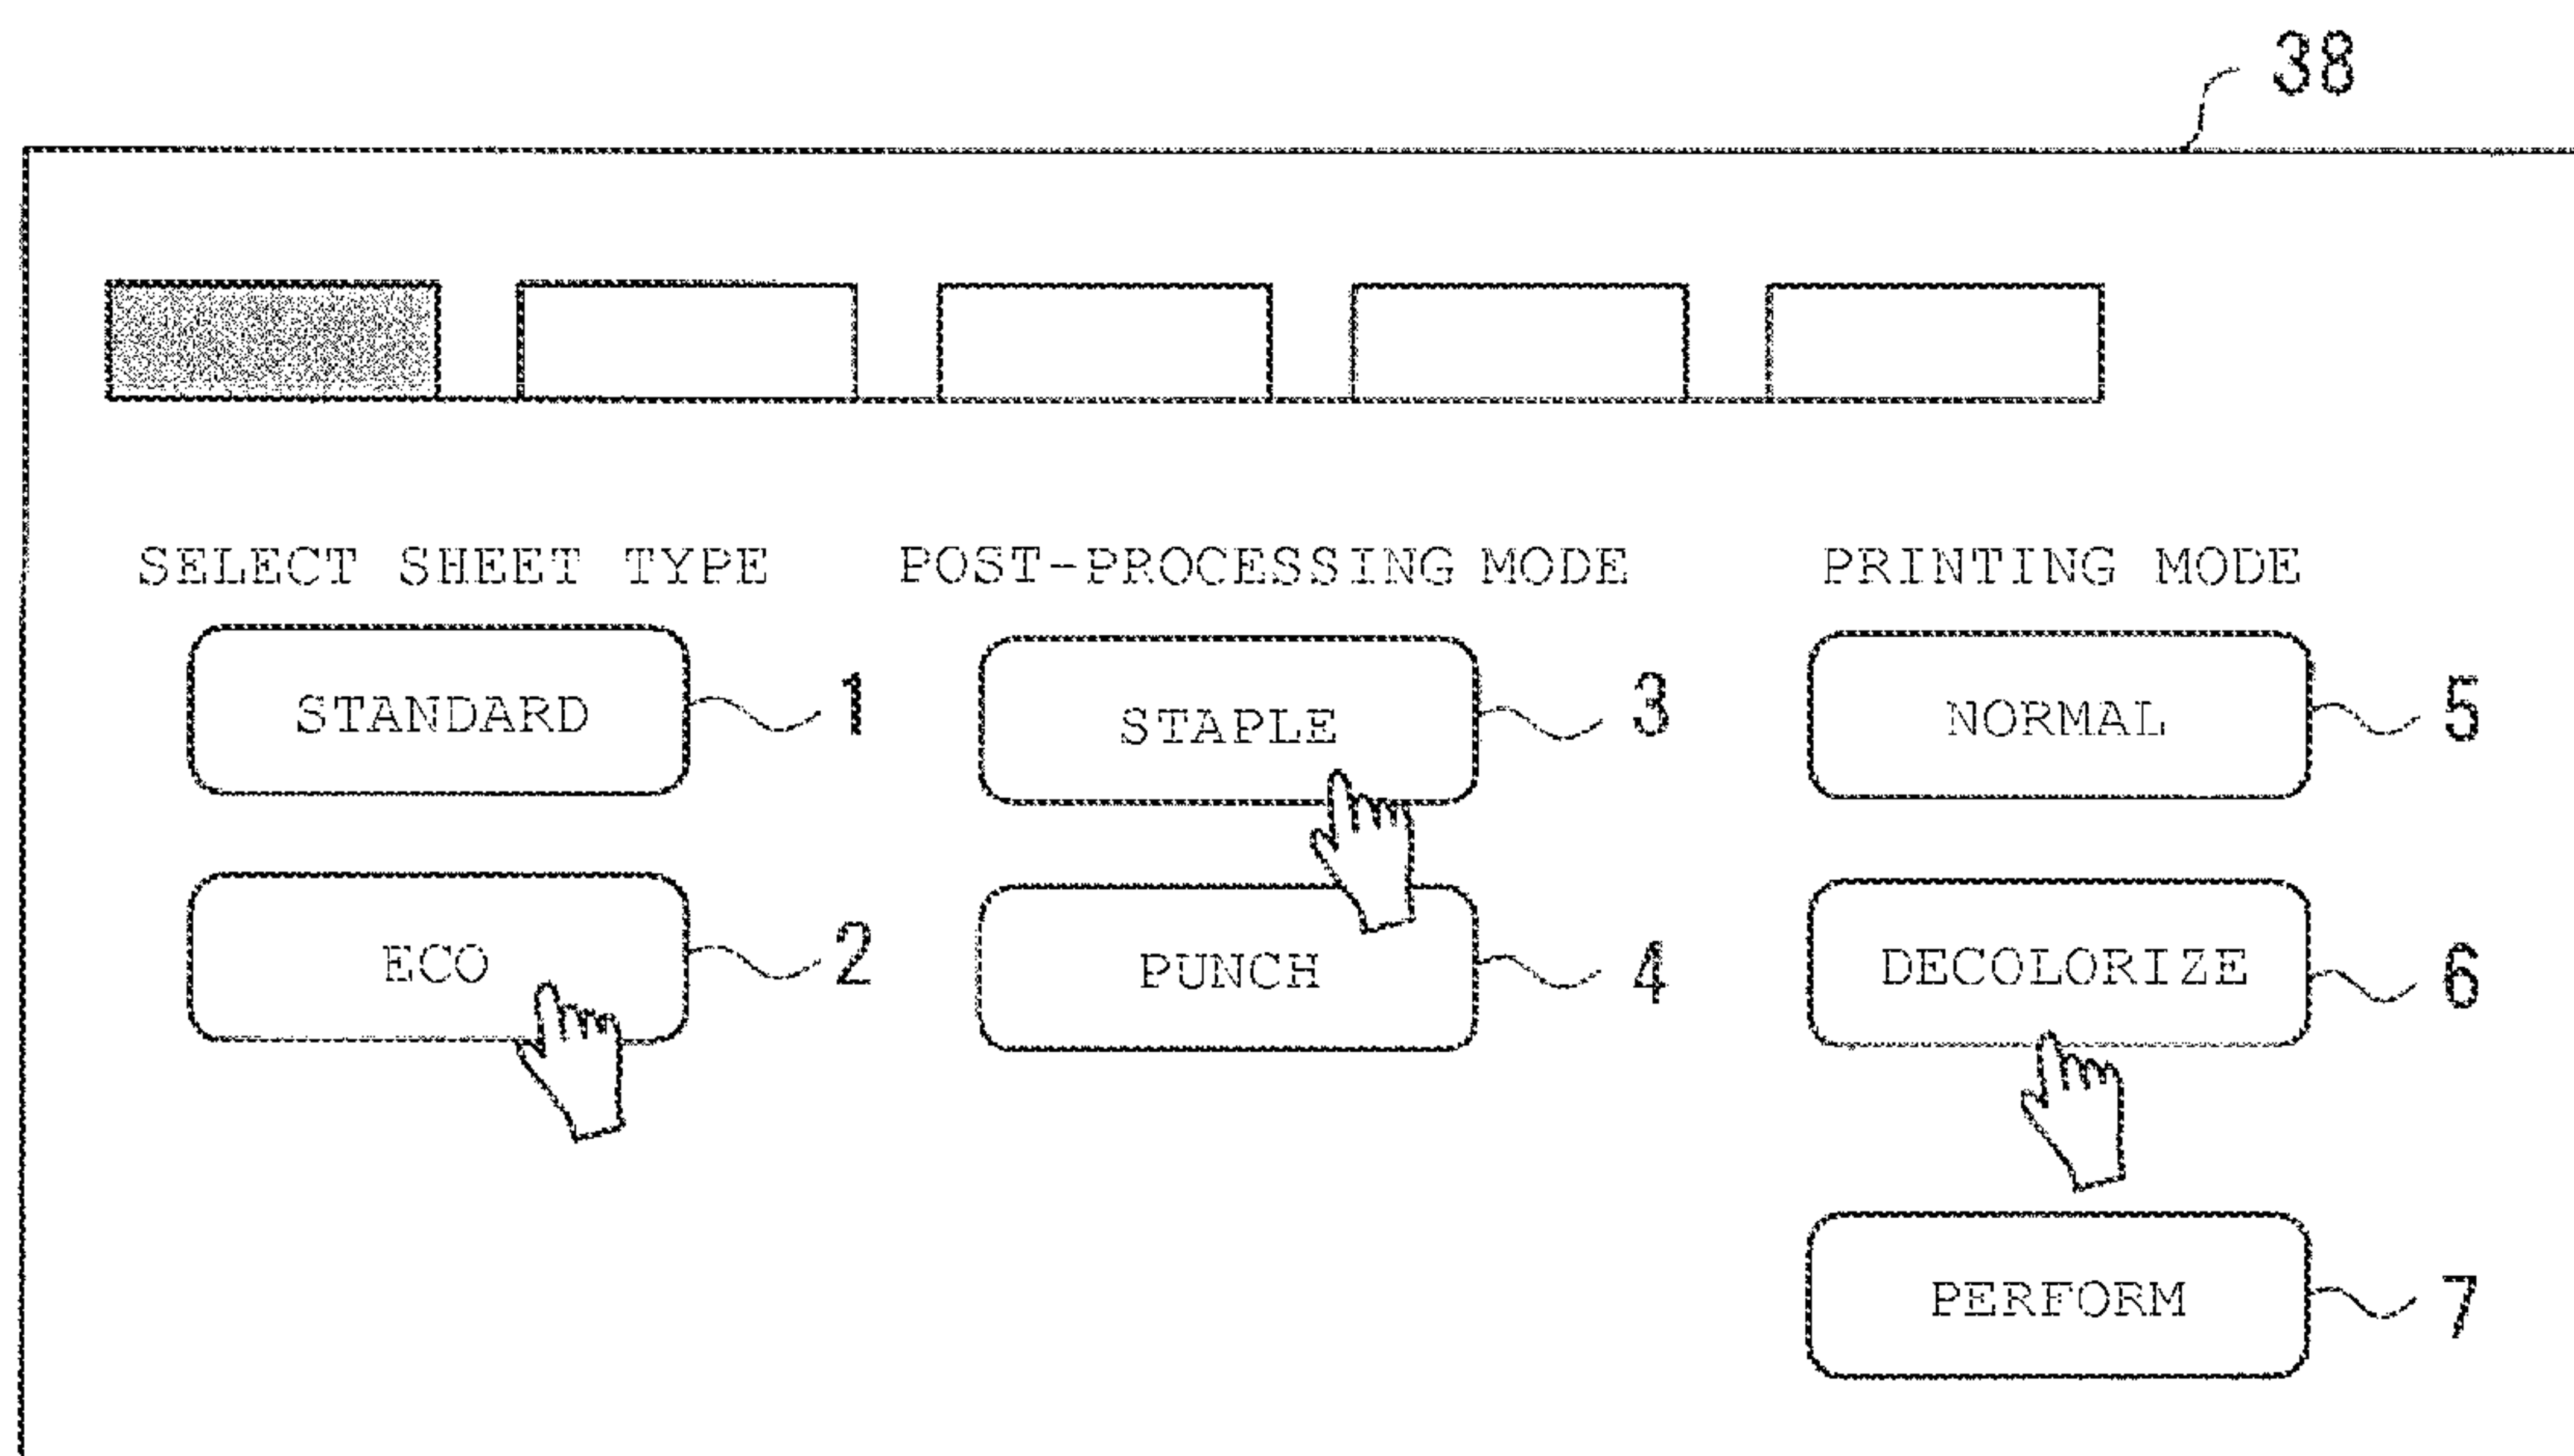 38
SELECT SHEET TYPE POST-PROCESSING MODE PRINTING MODE
STANDARD 1 STAPLE 3 NORMAL 5
ECO 2 PUNCH 4 DECOLORIZE 6
PERFORM 7